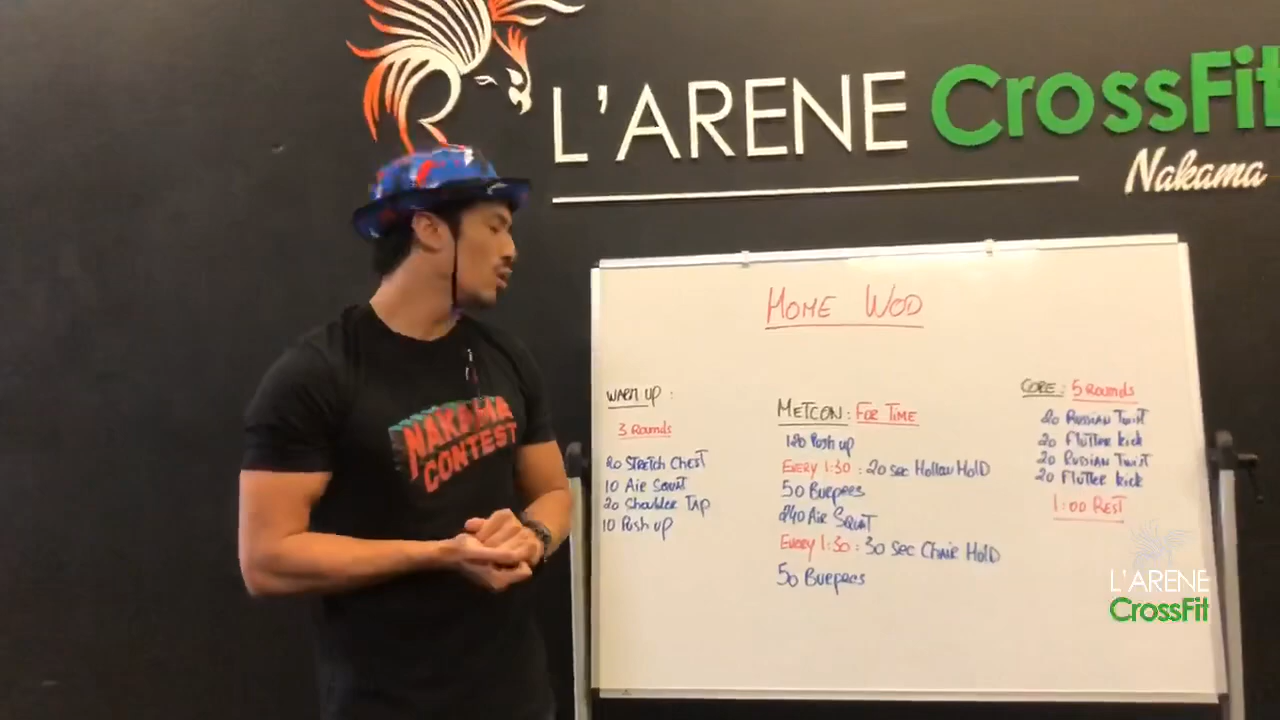 L'ARENE CrossFit
Nakama
NAKAMA
CONTEST
HOME WOD
WARM UP :
3 Rounds
20 Stretch Chest
10 Air Squat
20 Shoulder Tap
10 Push up
METCON : FOR TIME
120 Push up
EVERY 1:30 : 20 sec Hollow Hold
50 Burpees
240 Air Squat
EVERY 1:30 : 30 sec Chair Hold
50 Burpees
CORE : 5 Rounds
20 Russian Twist
20 Flutter kick
20 Russian Twist
20 Flutter kick
1:00 REST
L'ARENE
CrossFit